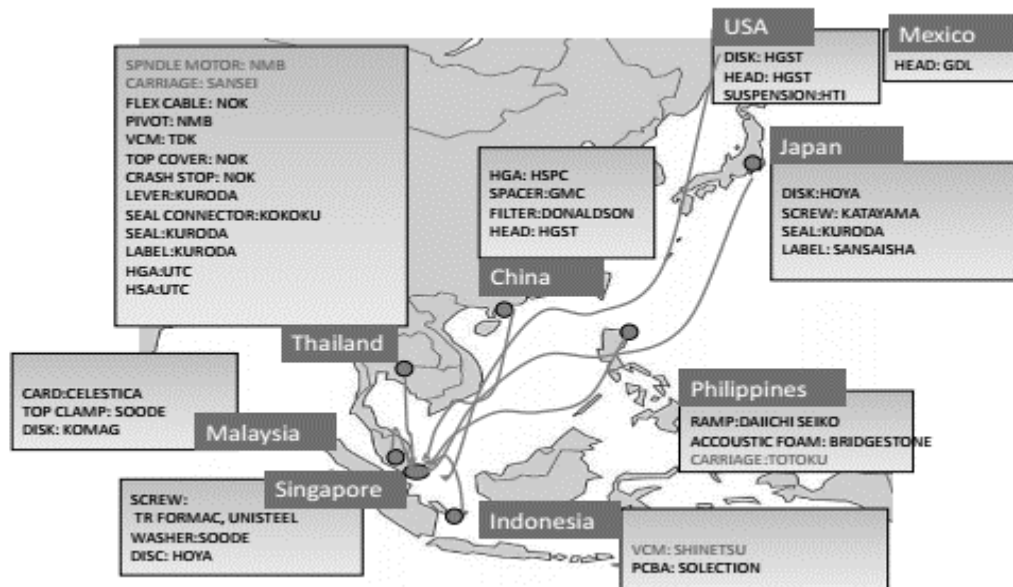 USA
DISK: HGST
HEAD: HGST
SUSPENSION:HTI
Mexico
HEAD: GDL
SPNDLE MOTOR: NMB
CARRIAGE: SANSEI
FLEX CABLE: NOK
PIVOT: NMB
VCM: TDK
TOP COVER: NOK
CRASH STOP: NOK
LEVER:KURODA
SEAL CONNECTOR:KOKOKU
SEAL:KURODA
LABEL:KURODA
HGA:UTC
HSA:UTC
Thailand
HGA: HSPC
SPACER:GMC
FILTER:DONALDSON
HEAD: HGST
China
Japan
DISK:HOYA
SCREW: KATAYAMA
SEAL:KURODA
LABEL: SANSAISHA
CARD:CELESTICA
TOP CLAMP: SOODE
DISK: KOMAG
Malaysia
Philippines
RAMP:DAIICHI SEIKO
ACCOUSTIC FOAM: BRIDGESTONE
CARRIAGE:TOTOKU
Singapore
SCREW:
TR FORMAC, UNISTEEL
WASHER:SOODE
DISC: HOYA
Indonesia
VCM: SHINETSU
PCBA: SOLECTION